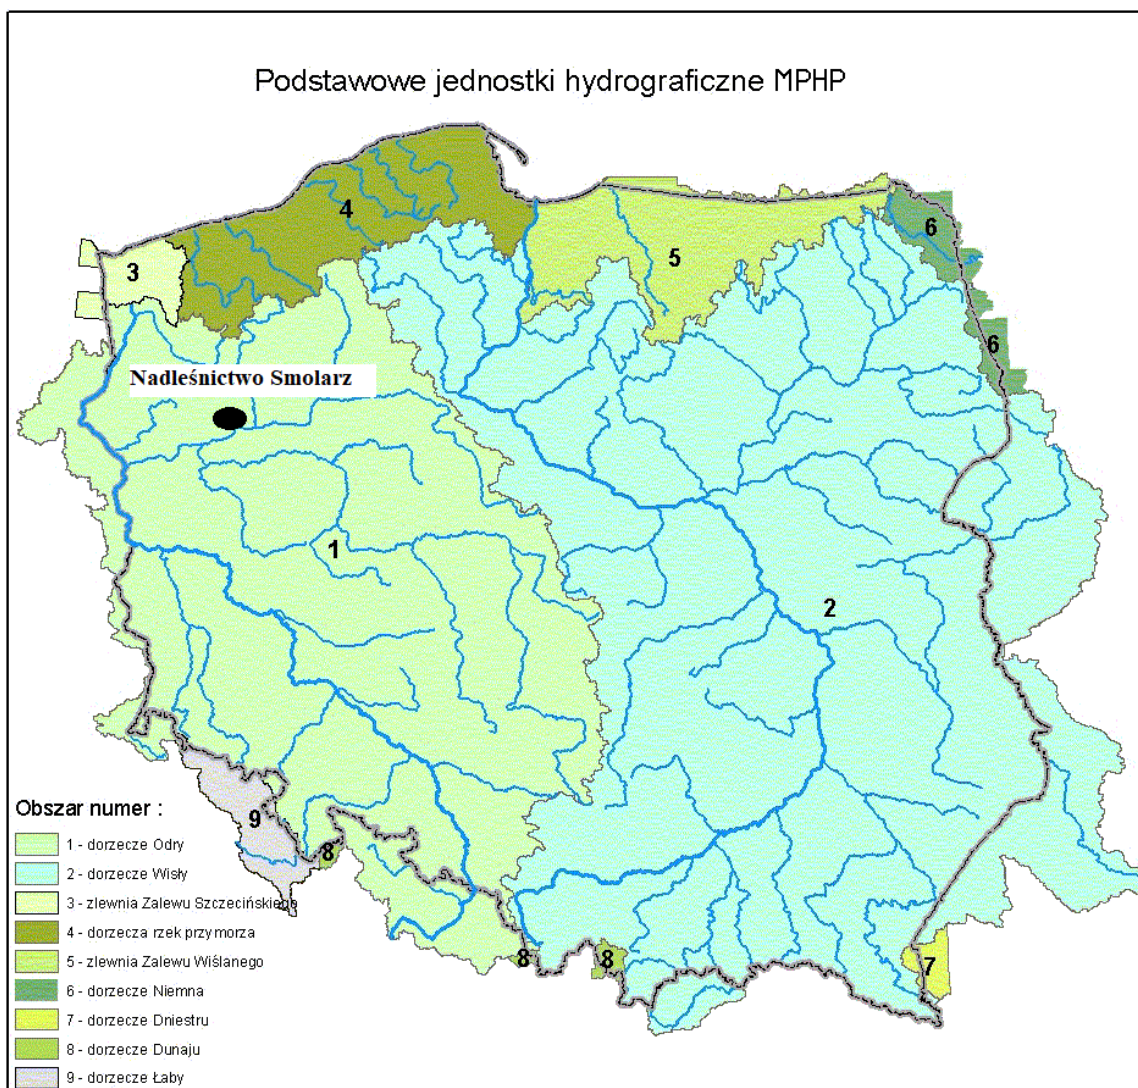 Podstawowe jednostki hydrograficzne MPHP
4
3
5
6
6
Nadleśnictwo Smolarz
1
2
9
8
8
8
7
Obszar numer :
1 - dorzecze Odry
2 - dorzecze Wisły
3 - zlewnia Zalewu Szczecińskiego
4 - dorzecza rzek przymorza
5 - zlewnia Zalewu Wiślanego
6 - dorzecze Niemna
7 - dorzecze Dniestru
8 - dorzecze Dunaju
9 - dorzecze Łaby